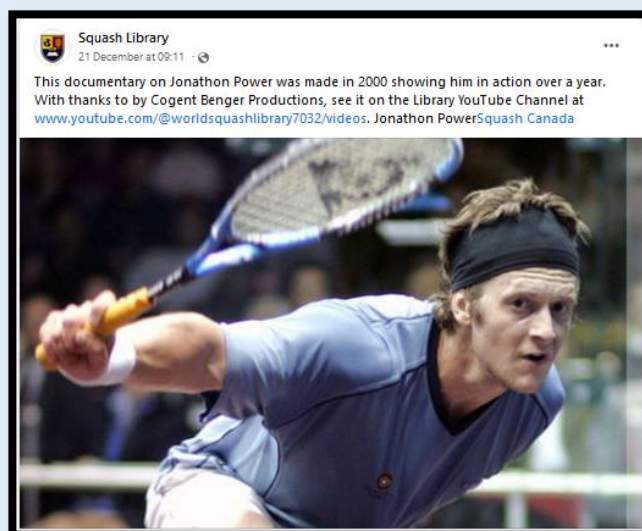 Squash Library
21 December at 09:11 ·
This documentary on Jonathon Power was made in 2000 showing him in action over a year.
With thanks to by Cogent Benger Productions, see it on the Library YouTube Channel at
www.youtube.com/@worldsquashlibrary7032/videos. Jonathon PowerSquash Canada